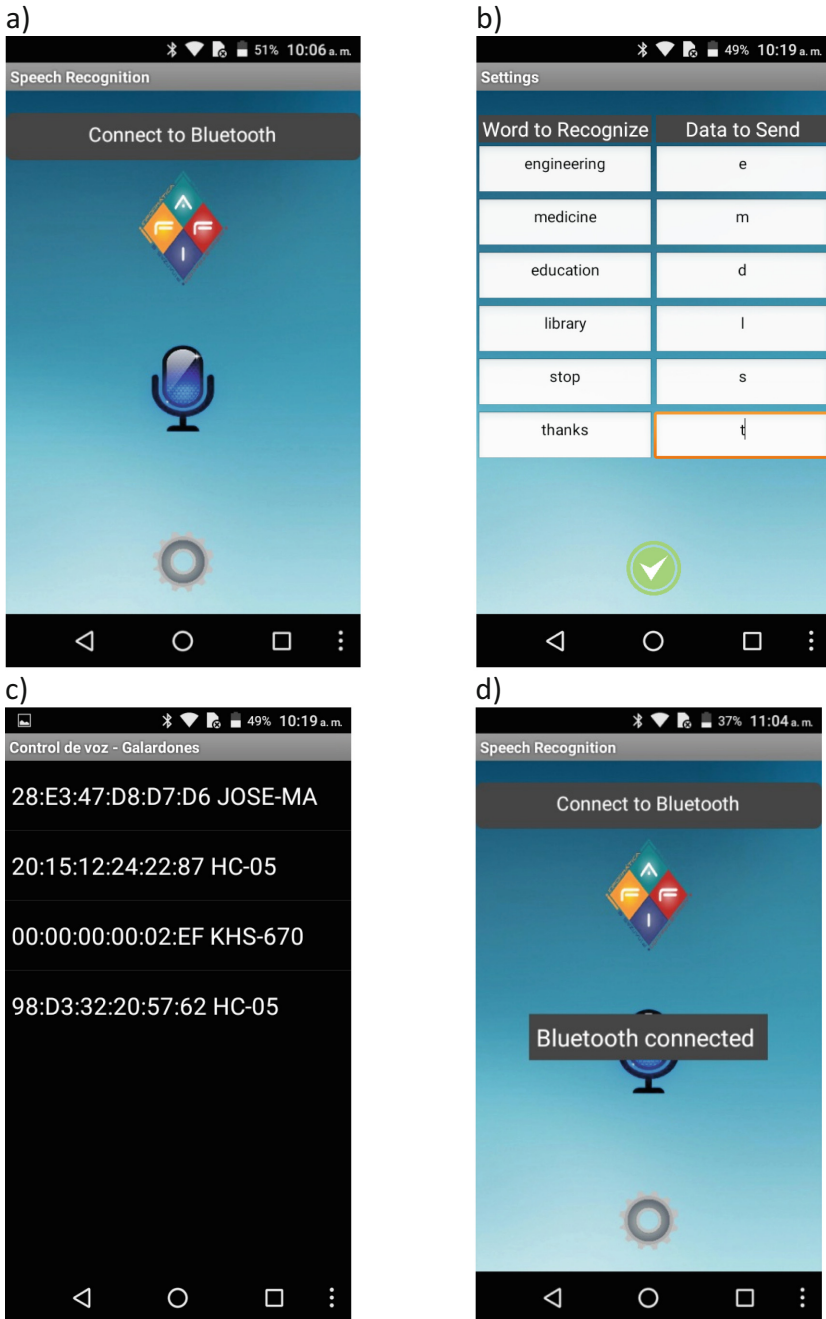 a)
51% 10:06 a. m.
Speech Recognition
Connect to Bluetooth
A
F F
I
b)
49% 10:19 a. m.
Settings
Word to Recognize Data to Send
engineering e
medicine m
education d
library l
stop s
thanks t
c)
49% 10:19 a. m.
Control de voz - Galardones
28:E3:47:D8:D7:D6 JOSE-MA
20:15:12:24:22:87 HC-05
00:00:00:00:02:EF KHS-670
98:D3:32:20:57:62 HC-05
d)
37% 11:04 a. m.
Speech Recognition
Connect to Bluetooth
A
F F
I
Bluetooth connected